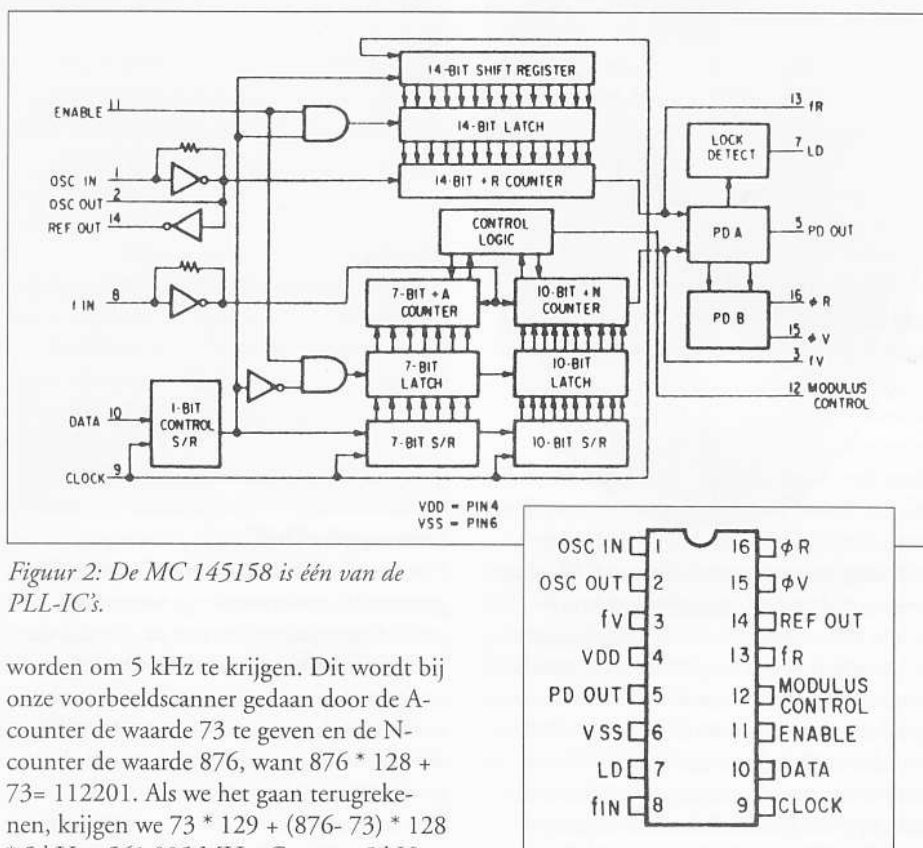 14-BIT SHIFT REGISTER
ENABLE 11
14-BIT LATCH
13 fR
LOCK
DETECT
7 LD
OSC IN 1
OSC OUT 2
REF OUT 14
14-BIT ÷R COUNTER
CONTROL
LOGIC
PD A
5 PD OUT
f IN 8
7-BIT ÷A
COUNTER
10-BIT ÷N
COUNTER
PD B
16 ϕR
15 ϕV
3 fV
7-BIT
LATCH
10-BIT
LATCH
12 MODULUS
CONTROL
DATA 10
1-BIT
CONTROL
S/R
7-BIT S/R
10-BIT S/R
CLOCK 9
VDD = PIN4
VSS = PIN6
Figuur 2: De MC 145158 is één van de
PLL-IC's.
worden om 5 kHz te krijgen. Dit wordt bij
onze voorbeeldscanner gedaan door de A-
counter de waarde 73 te geven en de N-
counter de waarde 876, want 876 * 128 +
73= 112201. Als we het gaan terugreke-
nen, krijgen we 73 * 129 + (876- 73) * 128
OSC IN 1
OSC OUT 2
fV 3
VDD 4
PD OUT 5
VSS 6
LD 7
fIN 8
16 ϕR
15 ϕV
14 REF OUT
13 fR
12 MODULUS
CONTROL
11 ENABLE
10 DATA
9 CLOCK